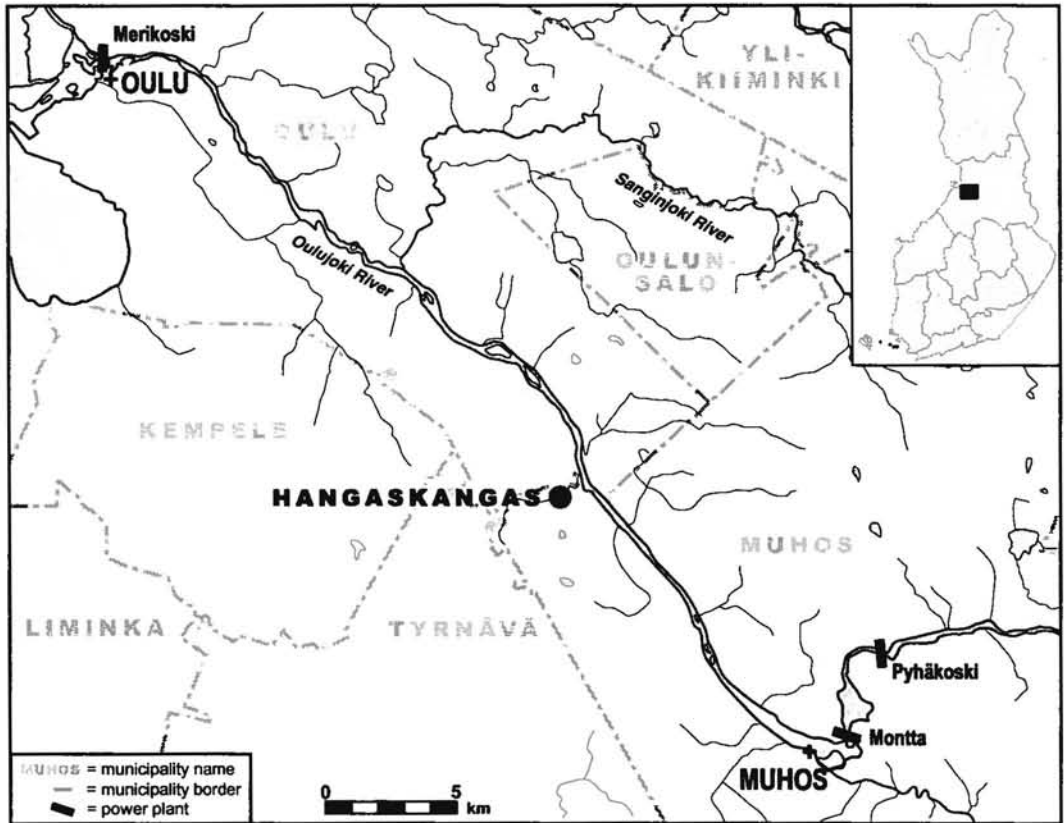 Merikoski
OULU
OULU
YLI-
KIIMINKI
Sanginjoki River
Oulujoki River
OULUN-
SALO
?
?
KEMPELE
HANGASKANGAS
MUHOS
LIMINKA
TYRNÄVÄ
Pyhäkoski
Montta
MUHOS
MUHOS = municipality name
= municipality border
= power plant
0 5
km